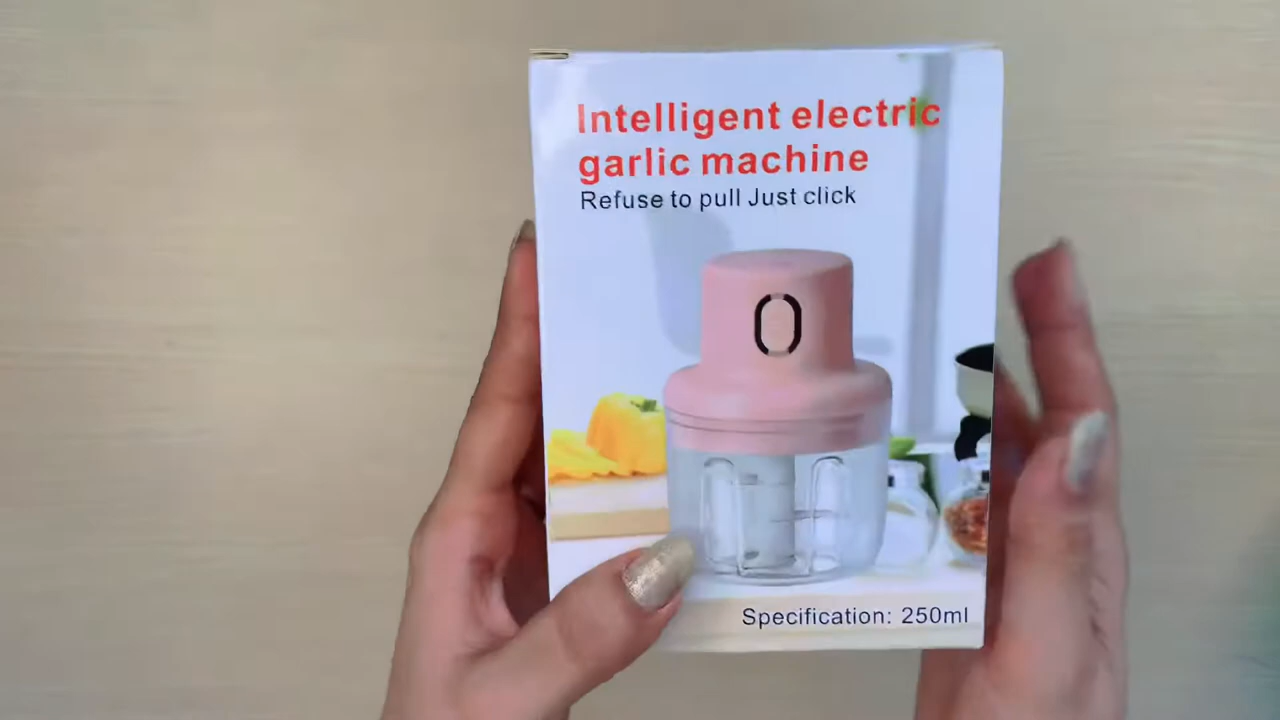 Intelligent electric
garlic machine
Refuse to pull Just click
Specification: 250ml